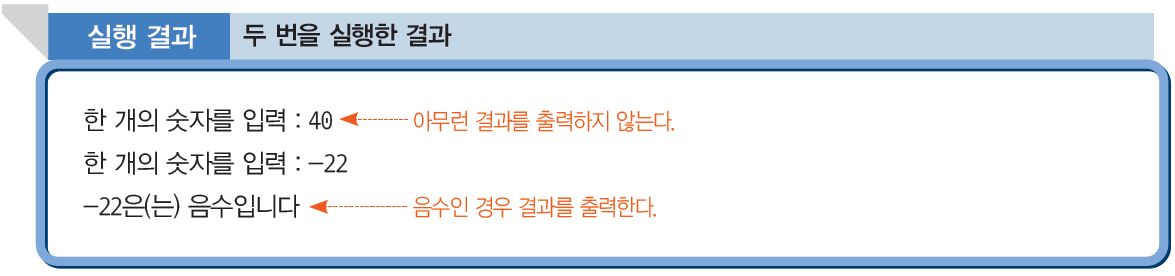 실행 결과 두 번을 실행한 결과
한 개의 숫자를 입력 : 40 아무런 결과를 출력하지 않는다.
한 개의 숫자를 입력 : −22
−22은(는) 음수입니다 음수인 경우 결과를 출력한다.